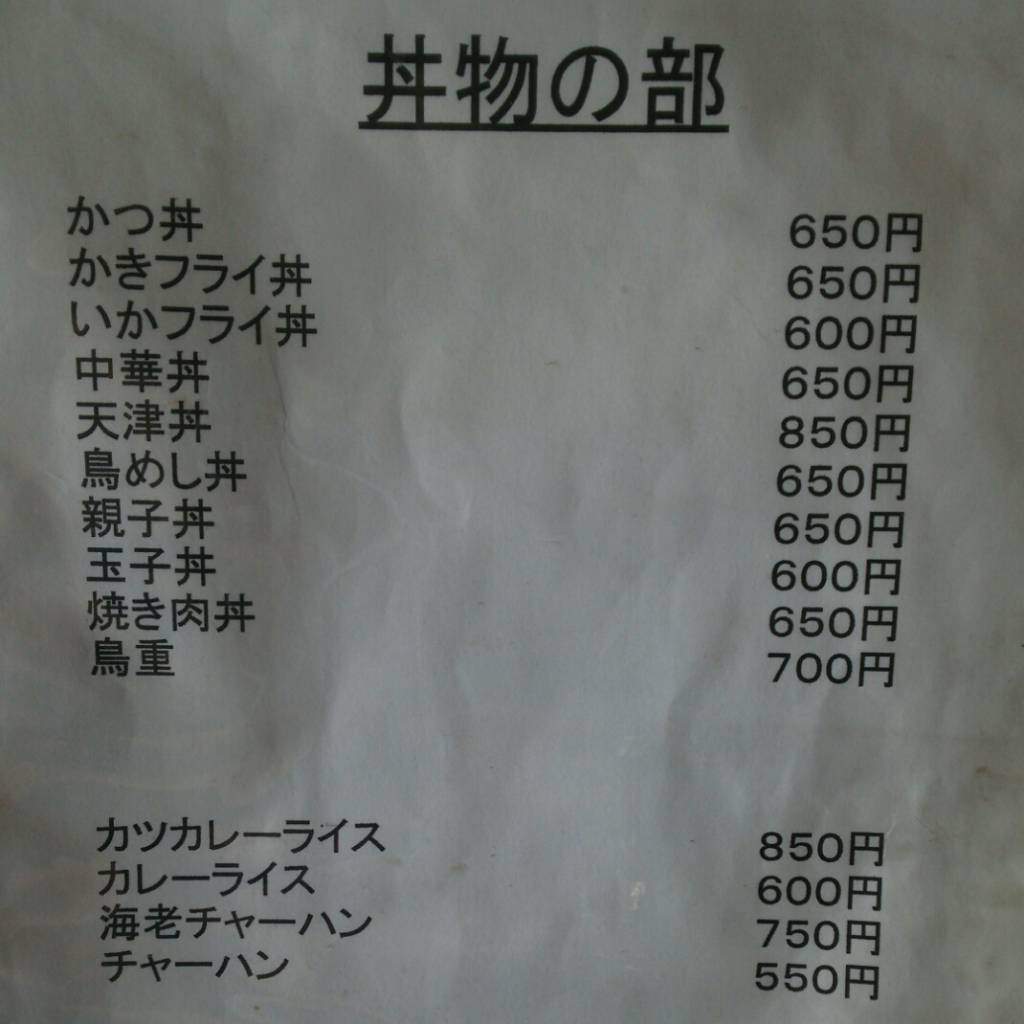 丼物の部
かつ丼 650円
かきフライ丼 650円
いかフライ丼 600円
中華丼 650円
天津丼 850円
鳥めし丼 650円
親子丼 650円
玉子丼 600円
焼き肉丼 650円
鳥重 700円
カツカレーライス 850円
カレーライス 600円
海老チャーハン 750円
チャーハン 550円